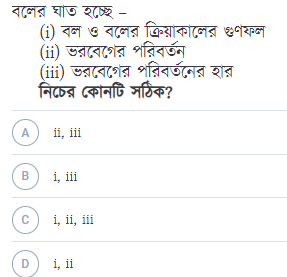 বলের ঘাত হচ্ছে –
(i) বল ও বলের ক্রিয়াকালের গুণফল
(ii) ভরবেগের পরিবর্তন
(iii) ভরবেগের পরিবর্তনের হার
নিচের কোনটি সঠিক?
A ii, iii
B i, iii
C i, ii, iii
D i, ii